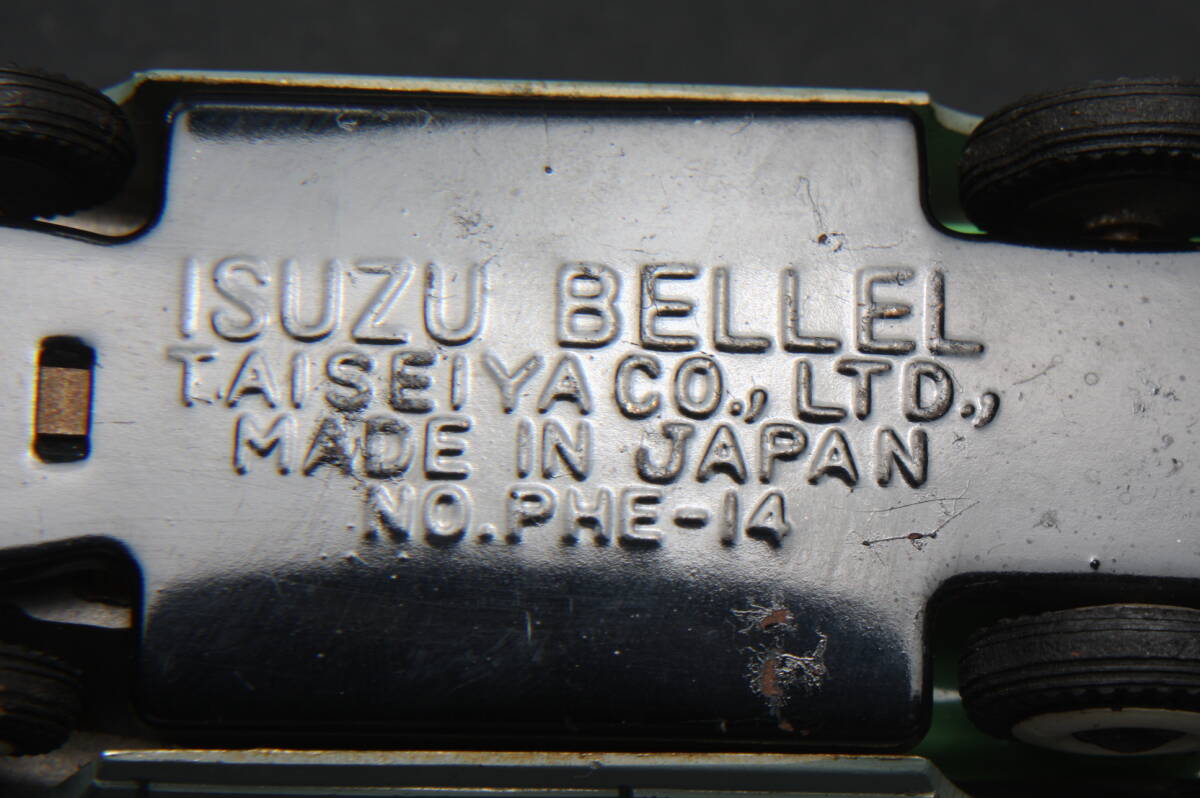 ISUZU BELLEL
TAISEIYA CO., LTD.,
MADE IN JAPAN
NO.PHE-14